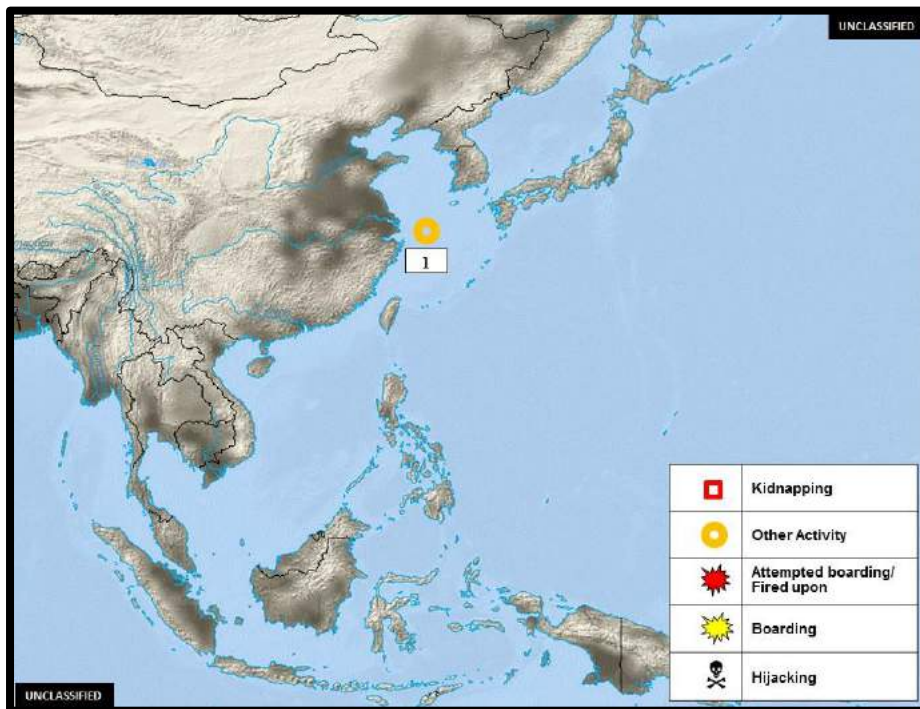 UNCLASSIFIED
1
Kidnapping
Other Activity
Attempted boarding/
Fired upon
Boarding
Hijacking
UNCLASSIFIED